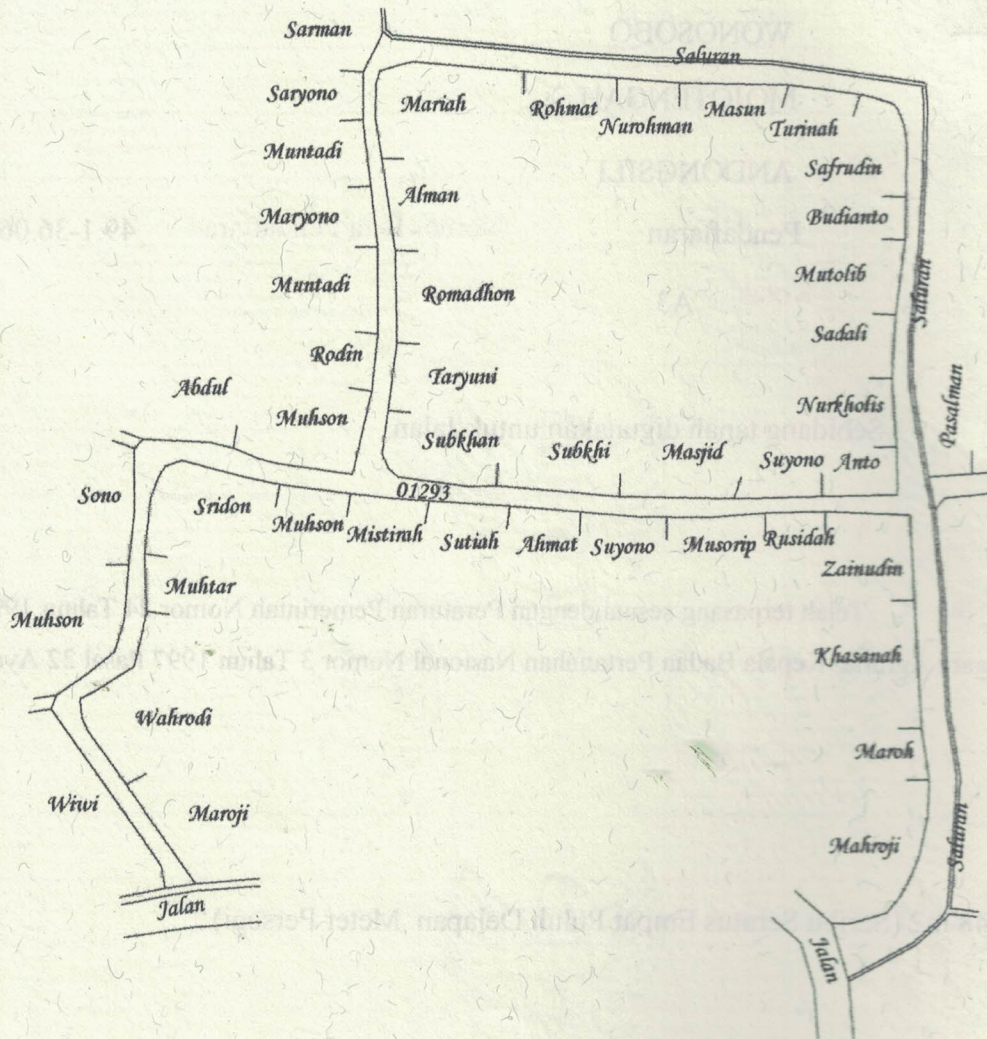 Sarman
Saluran
Saryono
Mariah
Rohmat
Nurohman
Masun
Turinah
Muntadi
Safrudin
Alman
Maryono
Budianto
Muntadi
Romadhon
Mutolib
Saluran
Rodin
Sadali
Abdul
Taryuni
Muhson
Nurkholis
Pasalman
Subkhan
Subkhi
Masjid
Suyono
Anto
Sono
Sridon
01293
Muhson
Mistirah
Sutiah
Ahmat
Suyono
Musorip
Rusidah
Zainudin
Muhtar
Muhson
Khasanah
Wahrodi
Maroh
Wiwi
Maroji
Mahroji
Saluran
Jalan
Jalan